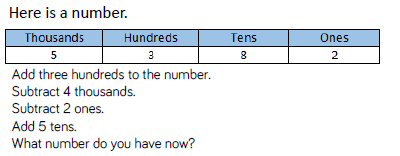 Here is a number.
Thousands Hundreds Tens Ones
5 3 8 2
Add three hundreds to the number.
Subtract 4 thousands.
Subtract 2 ones.
Add 5 tens.
What number do you have now?